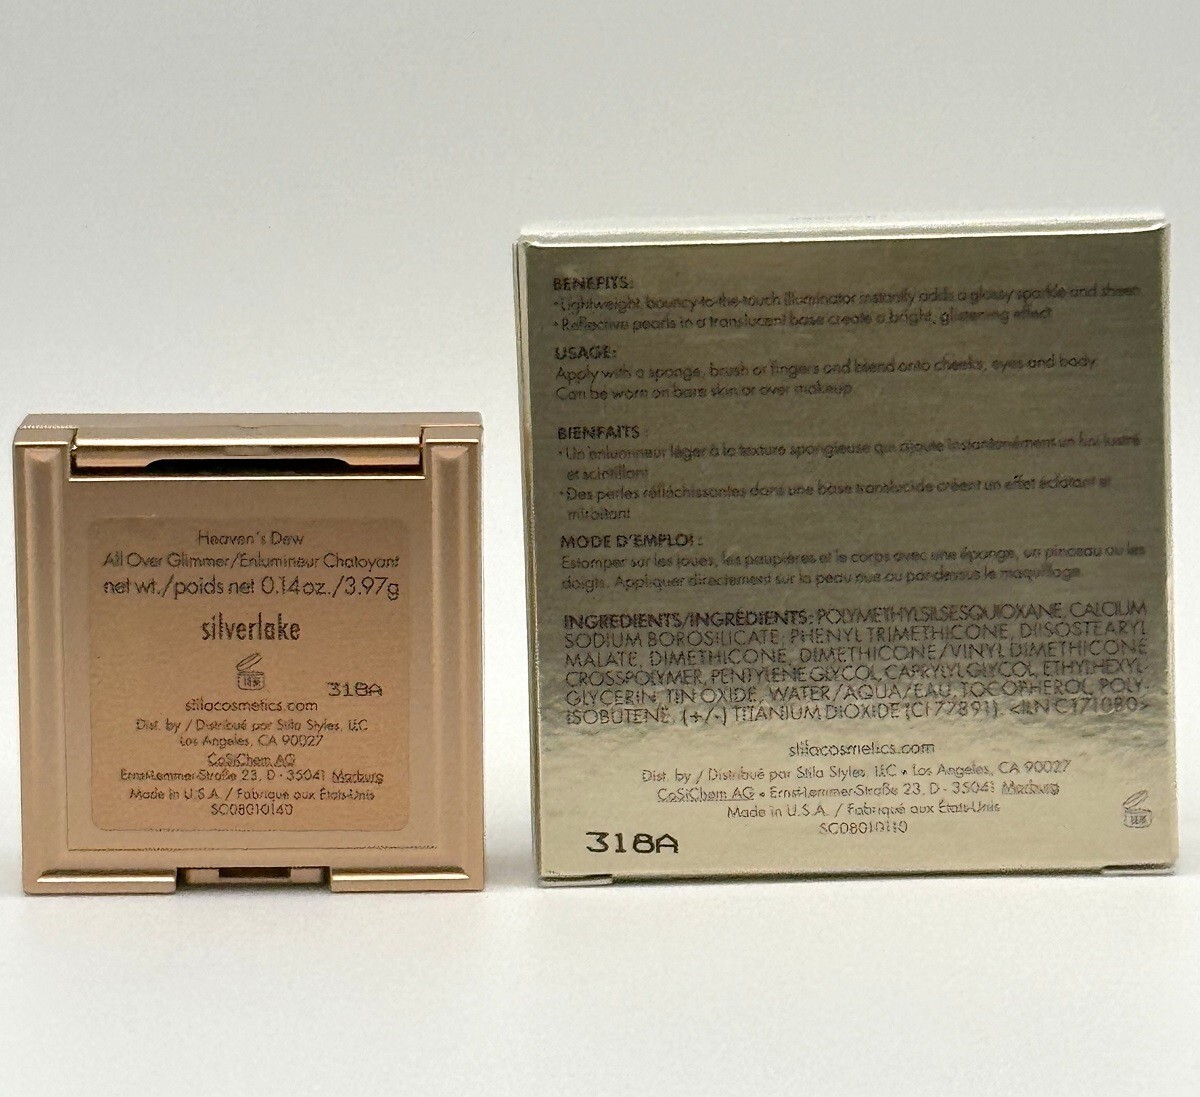 Heaven's Dew
All Over Glimmer/Enlumineur Chatoyant
net wt./poids net 0.14oz./3.97g
silverlake
318A
stilacosmetics.com
Dist. by / Distribué par Stila Styles, LLC
Los Angeles, CA 90027
CoSiChem AG
Ernst-Lemmer-Straße 23, D - 35041 Marburg
Made in U.S.A. / Fabriqué aux États-Unis
SC08010140
BENEFITS:
• Lightweight, bouncy-to-the-touch illuminator instantly adds a glossy sparkle and sheen
• Reflective pearls in a translucent base create a bright, glistening effect
USAGE:
Apply with a sponge, brush or fingers and blend onto cheeks, eyes and body.
Can be worn on bare skin or over makeup.
BIENFAITS :
• Un enlumineur léger à la texture spongieuse qui ajoute instantanément un fini lustré
et scintillant
• Des perles réfléchissantes dans une base translucide créent un effet éclatant et
miroitant
MODE D'EMPLOI :
Estomper sur les joues, les paupières et le corps avec une éponge, un pinceau ou les
doigts. Appliquer directement sur la peau nue ou par-dessus le maquillage.
INGREDIENTS/INGRÉDIENTS: POLYMETHYLSILSESQUIOXANE, CALCIUM
SODIUM BOROSILICATE, PHENYL TRIMETHICONE, DIISOSTEARYL
MALATE, DIMETHICONE, DIMETHICONE/VINYL DIMETHICONE
CROSSPOLYMER, PENTYLENE GLYCOL, CAPRYLYL GLYCOL, ETHYLHEXYL-
GLYCERIN, TIN OXIDE, WATER/AQUA/EAU, TOCOPHEROL, POLY-
ISOBUTENE, (+/-) TITANIUM DIOXIDE (CI 77891). <ILN C1710B0>
stilacosmetics.com
Dist. by / Distribué par Stila Styles, LLC • Los Angeles, CA 90027
CoSiChem AG • Ernst-Lemmer-Straße 23, D - 35041 Marburg
Made in U.S.A. / Fabriqué aux États-Unis
318A